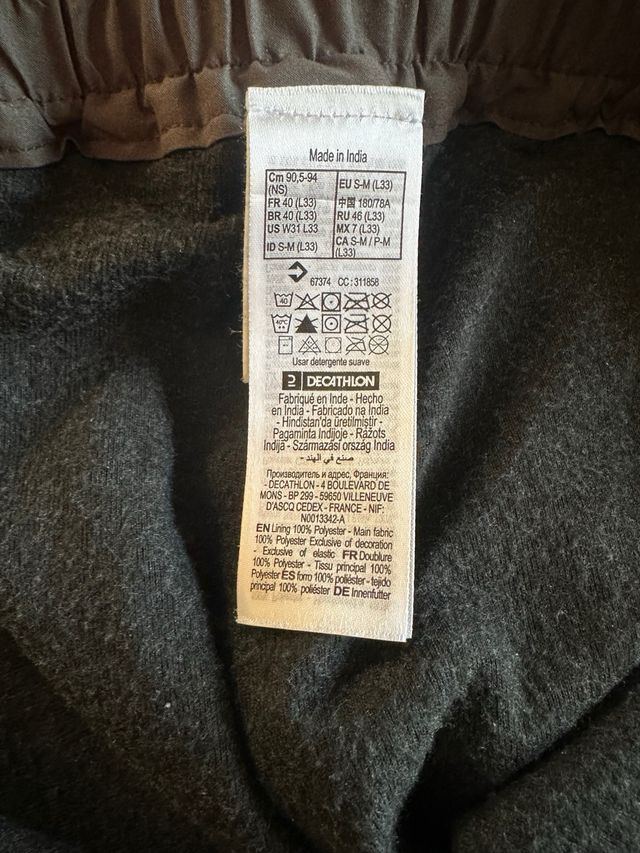 Made in India
Cm 90,5-94 (NS)
EU S-M (L33)
FR 40 (L33)
中国 180/78A
BR 40 (L33)
RU 46 (L33)
US W31 L33
MX 7 (L33)
ID S-M (L33)
CA S-M / P-M (L33)
67374 CC : 311858
40
40°C
Usar detergente suave
DECATHLON
Fabriqué en Inde - Hecho
en India - Fabricado na Índia
- Hindistan'da üretilmiştir -
Pagaminta Indijoje - Ražots
Indijā - Származási ország India
- صنع في الهند
Производитель и адрес, Франция:
- DECATHLON - 4 BOULEVARD DE
MONS - BP 299 - 59650 VILLENEUVE
D'ASCQ CEDEX - FRANCE - NIF:
N0013342-A
EN Lining 100% Polyester - Main fabric
100% Polyester Exclusive of decoration
- Exclusive of elastic FR Doublure
100% Polyester - Tissu principal 100%
Polyester ES forro 100% poliéster - tejido
principal 100% poliéster DE Innenfutter